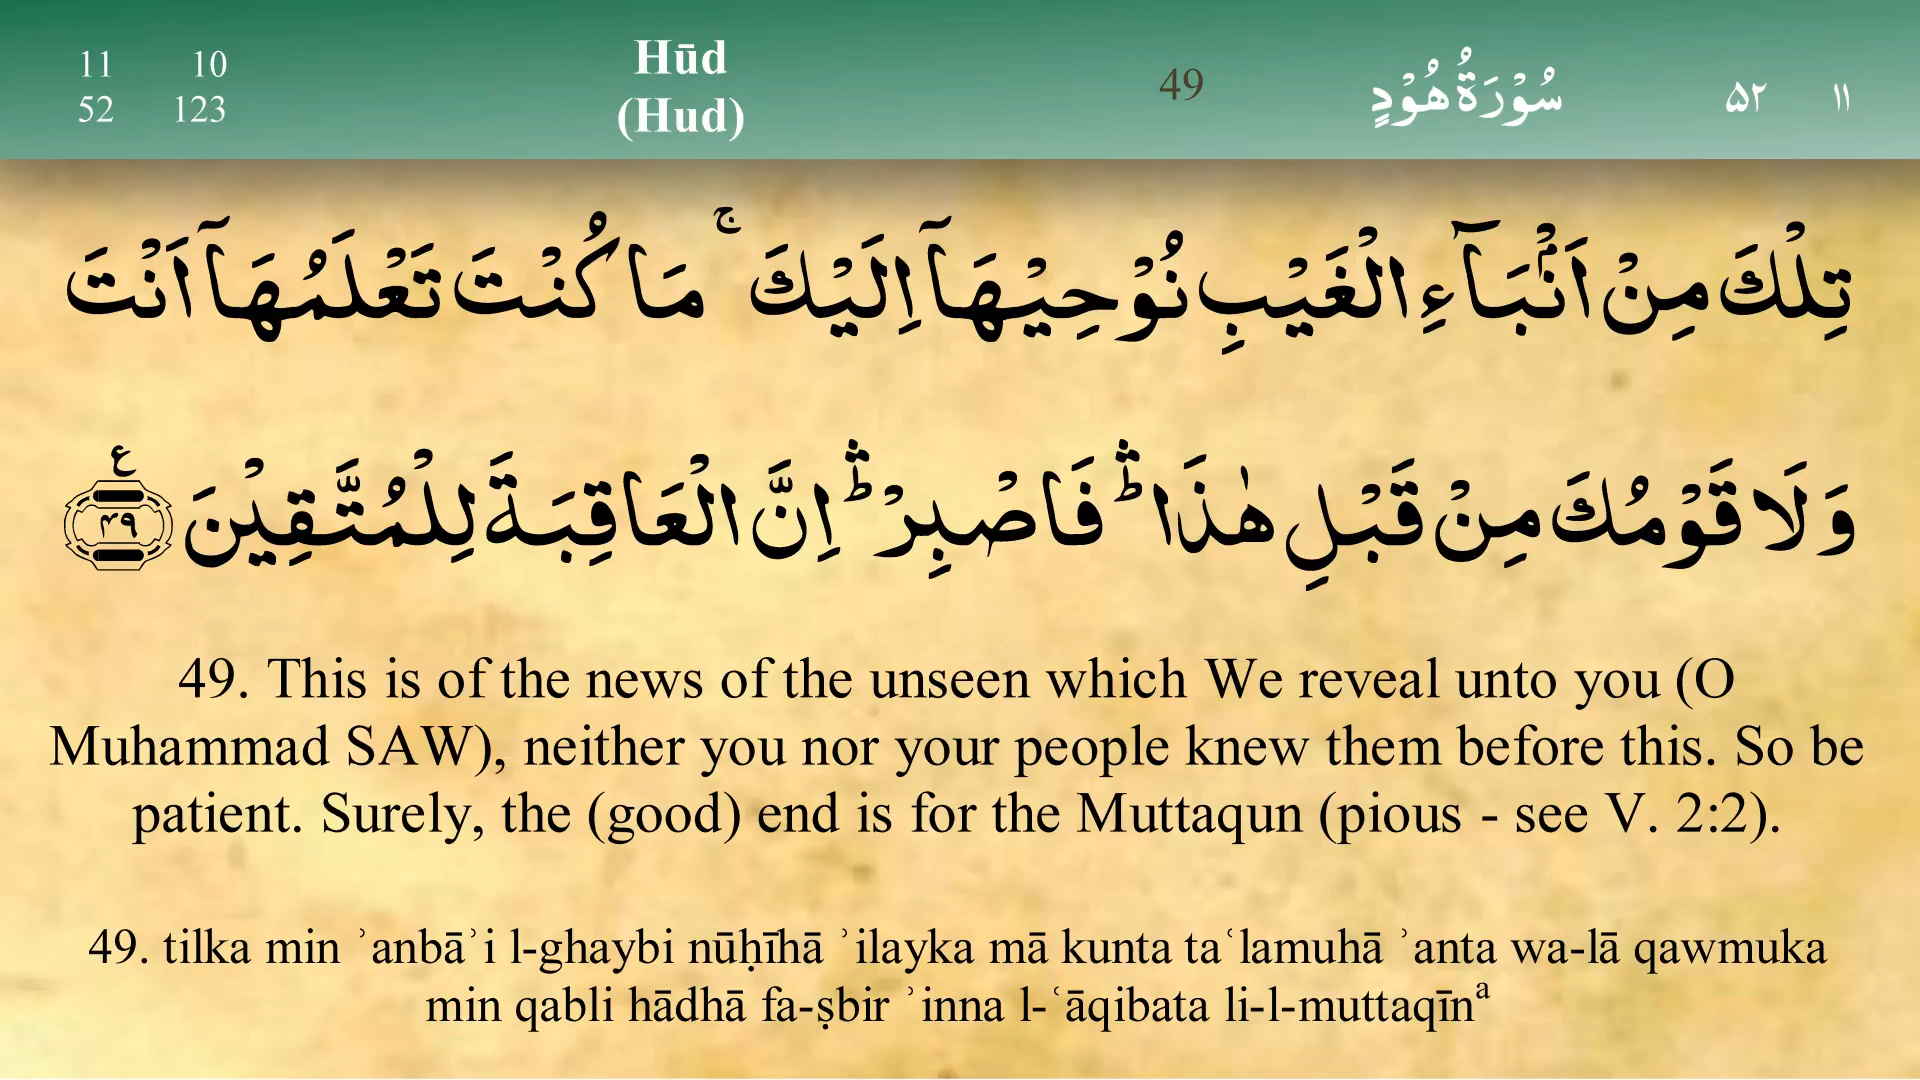 11 10
52 123
Hūd
(Hud)
49
سُوْرَةُ هُوْدٍ
۵۲ ۱۱
تِلْكَ مِنْ اَنْۢبَآءِ الْغَيْبِ نُوْحِيْهَآ اِلَيْكَ ۚ مَا كُنْتَ تَعْلَمُهَآ اَنْتَ
وَلَا قَوْمُكَ مِنْ قَبْلِ هٰذَا ۛؕ فَاصْبِرْ ۛؕ اِنَّ الْعَاقِبَةَ لِلْمُتَّقِيْنَ ع ۴۹
49. This is of the news of the unseen which We reveal unto you (O
Muhammad SAW), neither you nor your people knew them before this. So be
patient. Surely, the (good) end is for the Muttaqun (pious - see V. 2:2).
49. tilka min ʾanbāʾi l-ghaybi nūḥīhā ʾilayka mā kunta taʿlamuhā ʾanta wa-lā qawmuka
min qabli hādhā fa-ṣbir ʾinna l-ʿāqibata li-l-muttaqīnᵃ